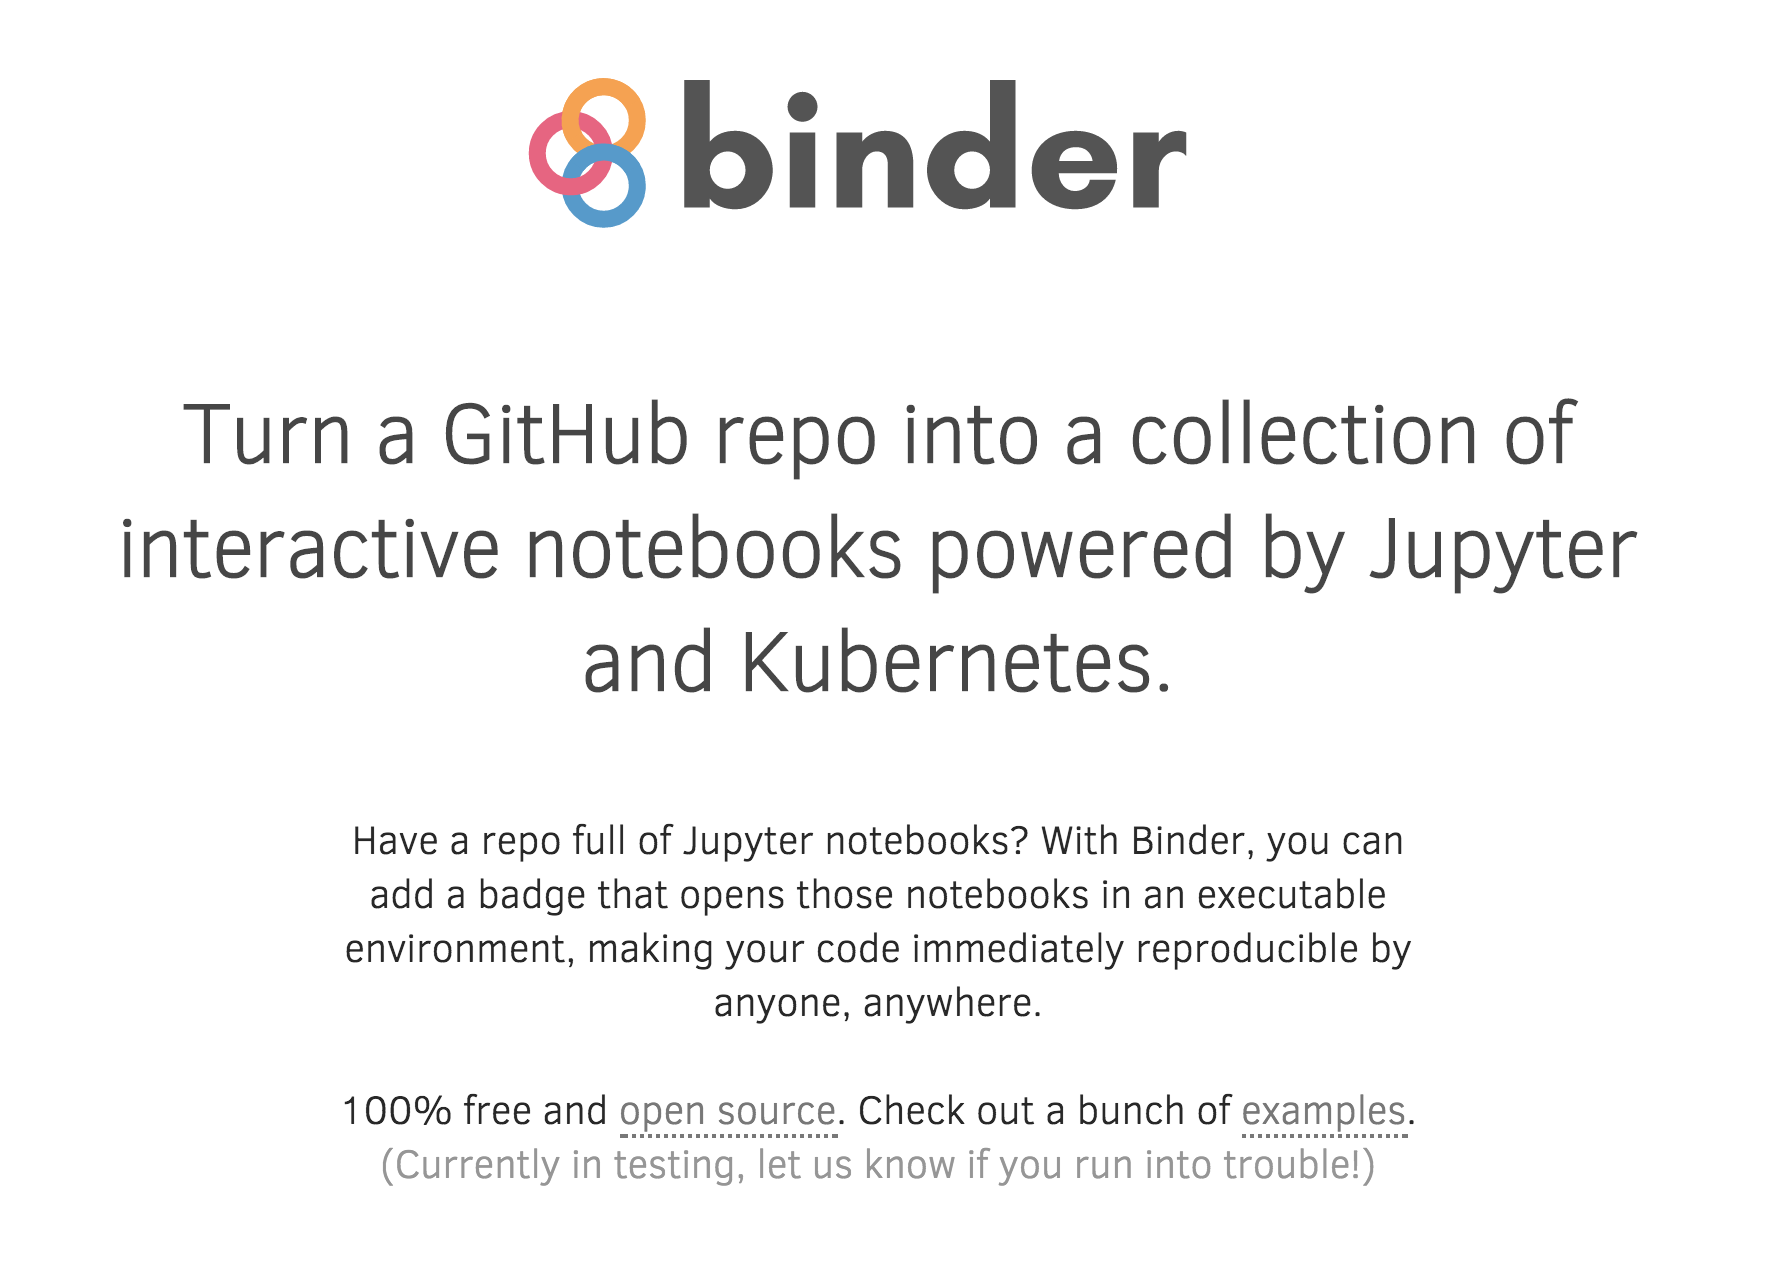 binder
Turn a GitHub repo into a collection of
interactive notebooks powered by Jupyter
and Kubernetes.
Have a repo full of Jupyter notebooks? With Binder, you can
add a badge that opens those notebooks in an executable
environment, making your code immediately reproducible by
anyone, anywhere.
100% free and open source. Check out a bunch of examples.
(Currently in testing, let us know if you run into trouble!)